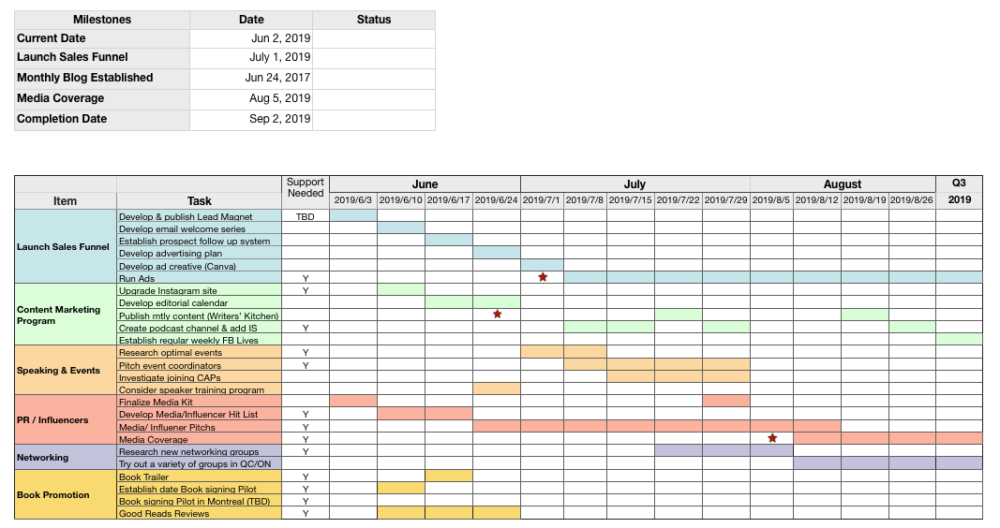 Milestones Date Status
Current Date Jun 2, 2019
Launch Sales Funnel July 1, 2019
Monthly Blog Established Jun 24, 2017
Media Coverage Aug 5, 2019
Completion Date Sep 2, 2019
Support Needed June July August Q3
Item Task 2019/6/3 2019/6/10 2019/6/17 2019/6/24 2019/7/1 2019/7/8 2019/7/15 2019/7/22 2019/7/29 2019/8/5 2019/8/12 2019/8/19 2019/8/26 2019
Launch Sales Funnel
Develop & publish Lead Magnet TBD
Develop email welcome series
Establish prospect follow up system
Develop advertising plan
Develop ad creative (Canva)
Run Ads Y
Content Marketing Program
Upgrade Instagram site Y
Develop editorial calendar
Publish mtly content (Writers' Kitchen)
Create podcast channel & add IS Y
Establish regular weekly FB Lives
Speaking & Events
Research optimal events Y
Pitch event coordinators Y
Investigate joining CAPs
Consider speaker training program
PR / Influencers
Finalize Media Kit
Develop Media/Influencer Hit List Y
Media/ Influener Pitchs Y
Media Coverage Y
Networking
Research new networking groups Y
Try out a variety of groups in QC/ON
Book Promotion
Book Trailer Y
Establish date Book signing Pilot Y
Book signing Pilot in Montreal (TBD) Y
Good Reads Reviews Y